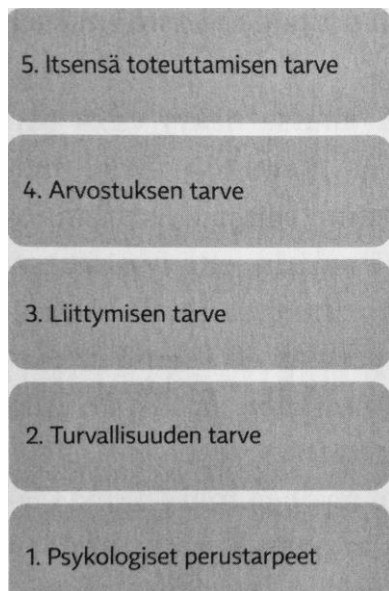 5. Itsensä toteuttamisen tarve
4. Arvostuksen tarve
3. Liittymisen tarve
2. Turvallisuuden tarve
1. Psykologiset perustarpeet